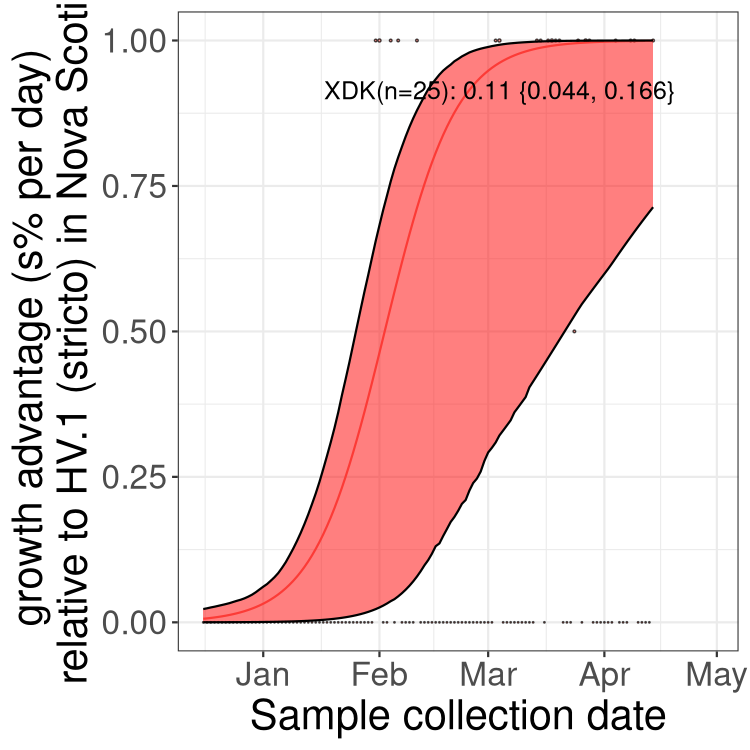 growth advantage (s% per day)
relative to HV.1 (stricto) in Nova Scoti
1.00
0.75
0.50
0.25
0.00
XDK(n=25): 0.11 {0.044, 0.166}
Jan Feb Mar Apr May
Sample collection date